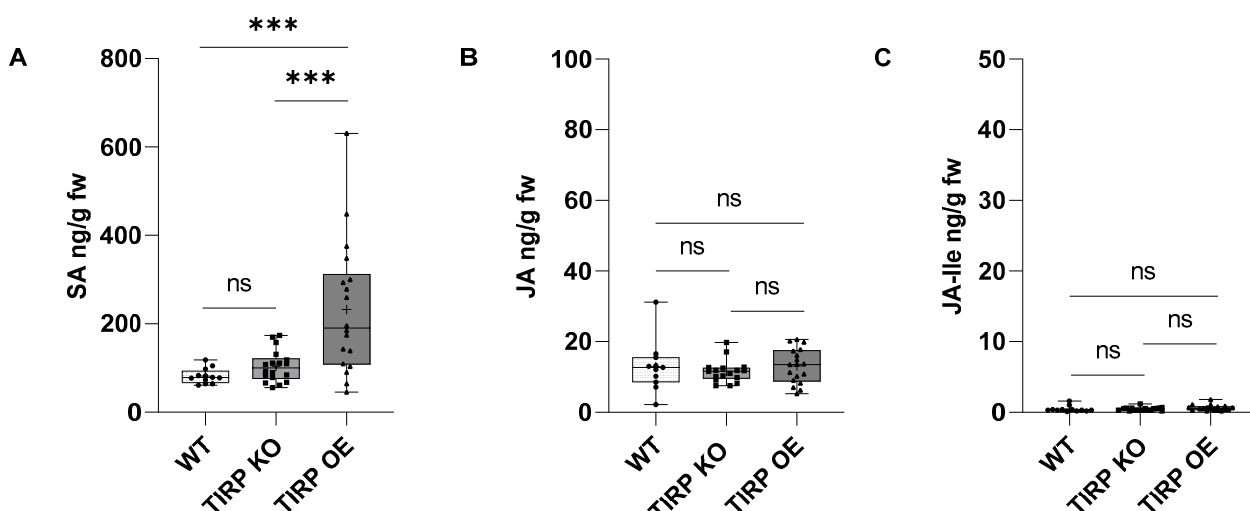 A
SA ng/g fw
800
600
400
200
0
***
***
ns
WT
TIRP KO
TIRP OE
B
JA ng/g fw
100
80
60
40
20
0
ns
ns
ns
WT
TIRP KO
TIRP OE
C
JA-Ile ng/g fw
50
40
30
20
10
0
ns
ns
ns
WT
TIRP KO
TIRP OE